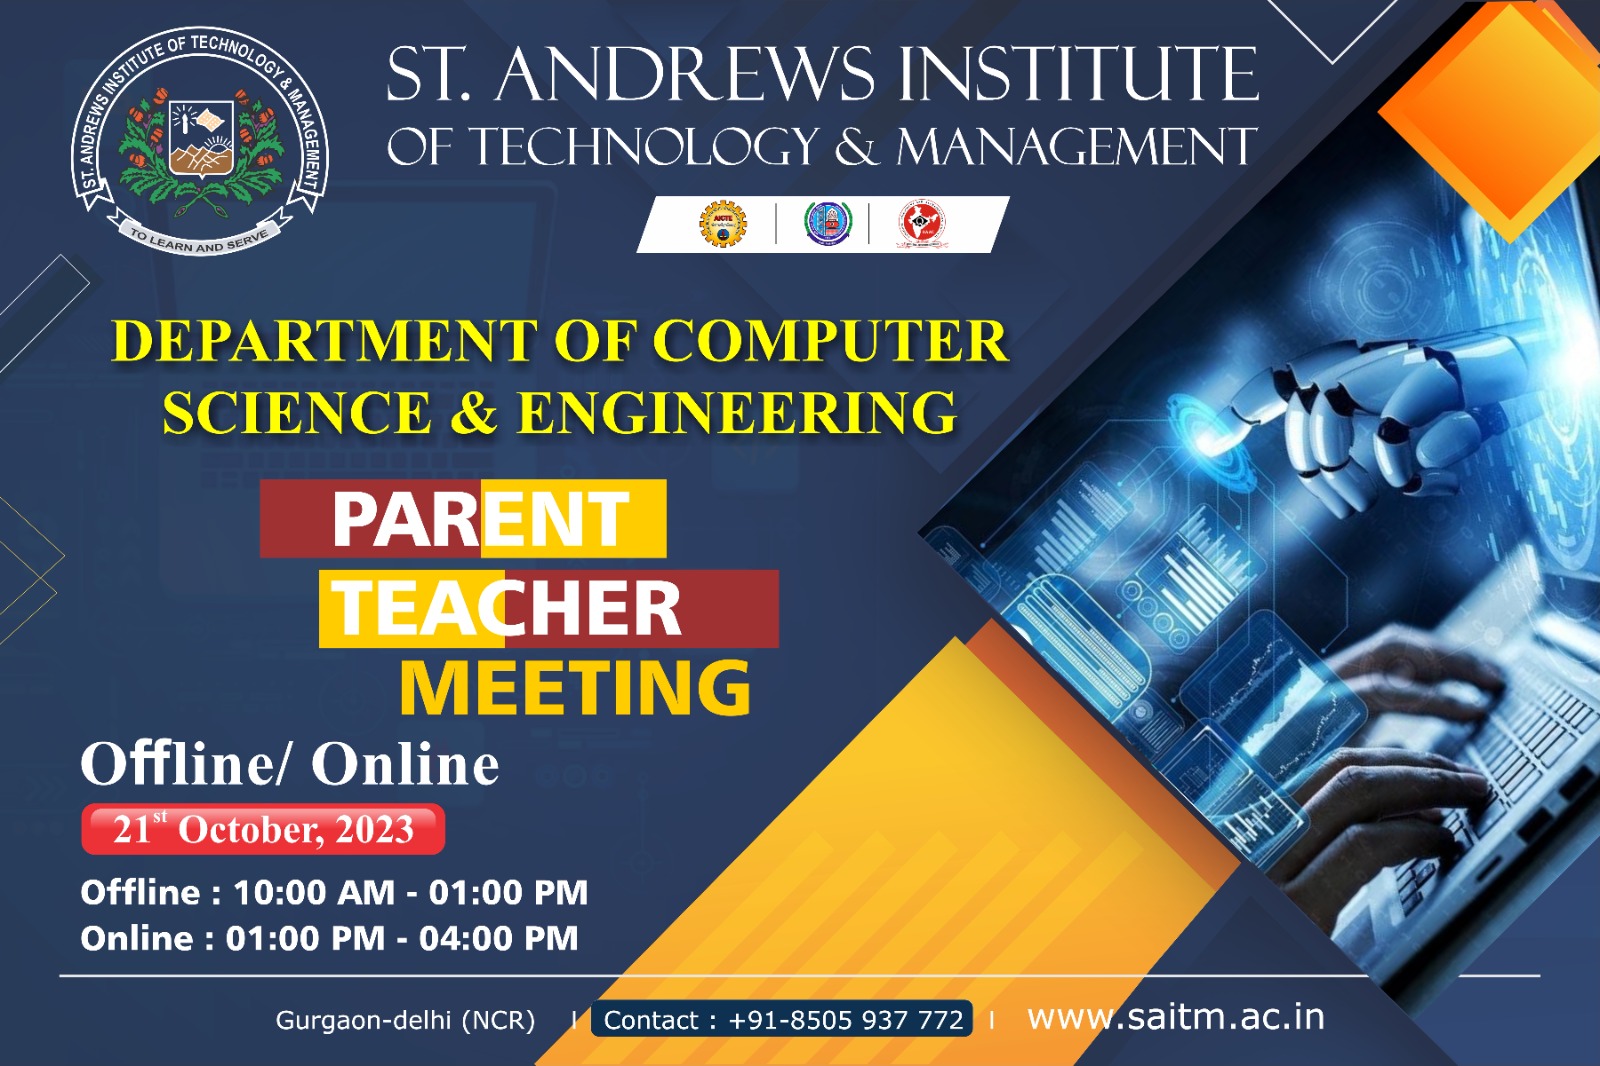 ST. ANDREWS INSTITUTE OF TECHNOLOGY & MANAGEMENT
TO LEARN AND SERVE
ST. ANDREWS INSTITUTE
OF TECHNOLOGY & MANAGEMENT
AICTE
DEPARTMENT OF COMPUTER
SCIENCE & ENGINEERING
PARENT
TEACHER
MEETING
Offline/ Online
21st October, 2023
Offline : 10:00 AM - 01:00 PM
Online : 01:00 PM - 04:00 PM
Gurgaon-delhi (NCR) | Contact : +91-8505 937 772 | www.saitm.ac.in